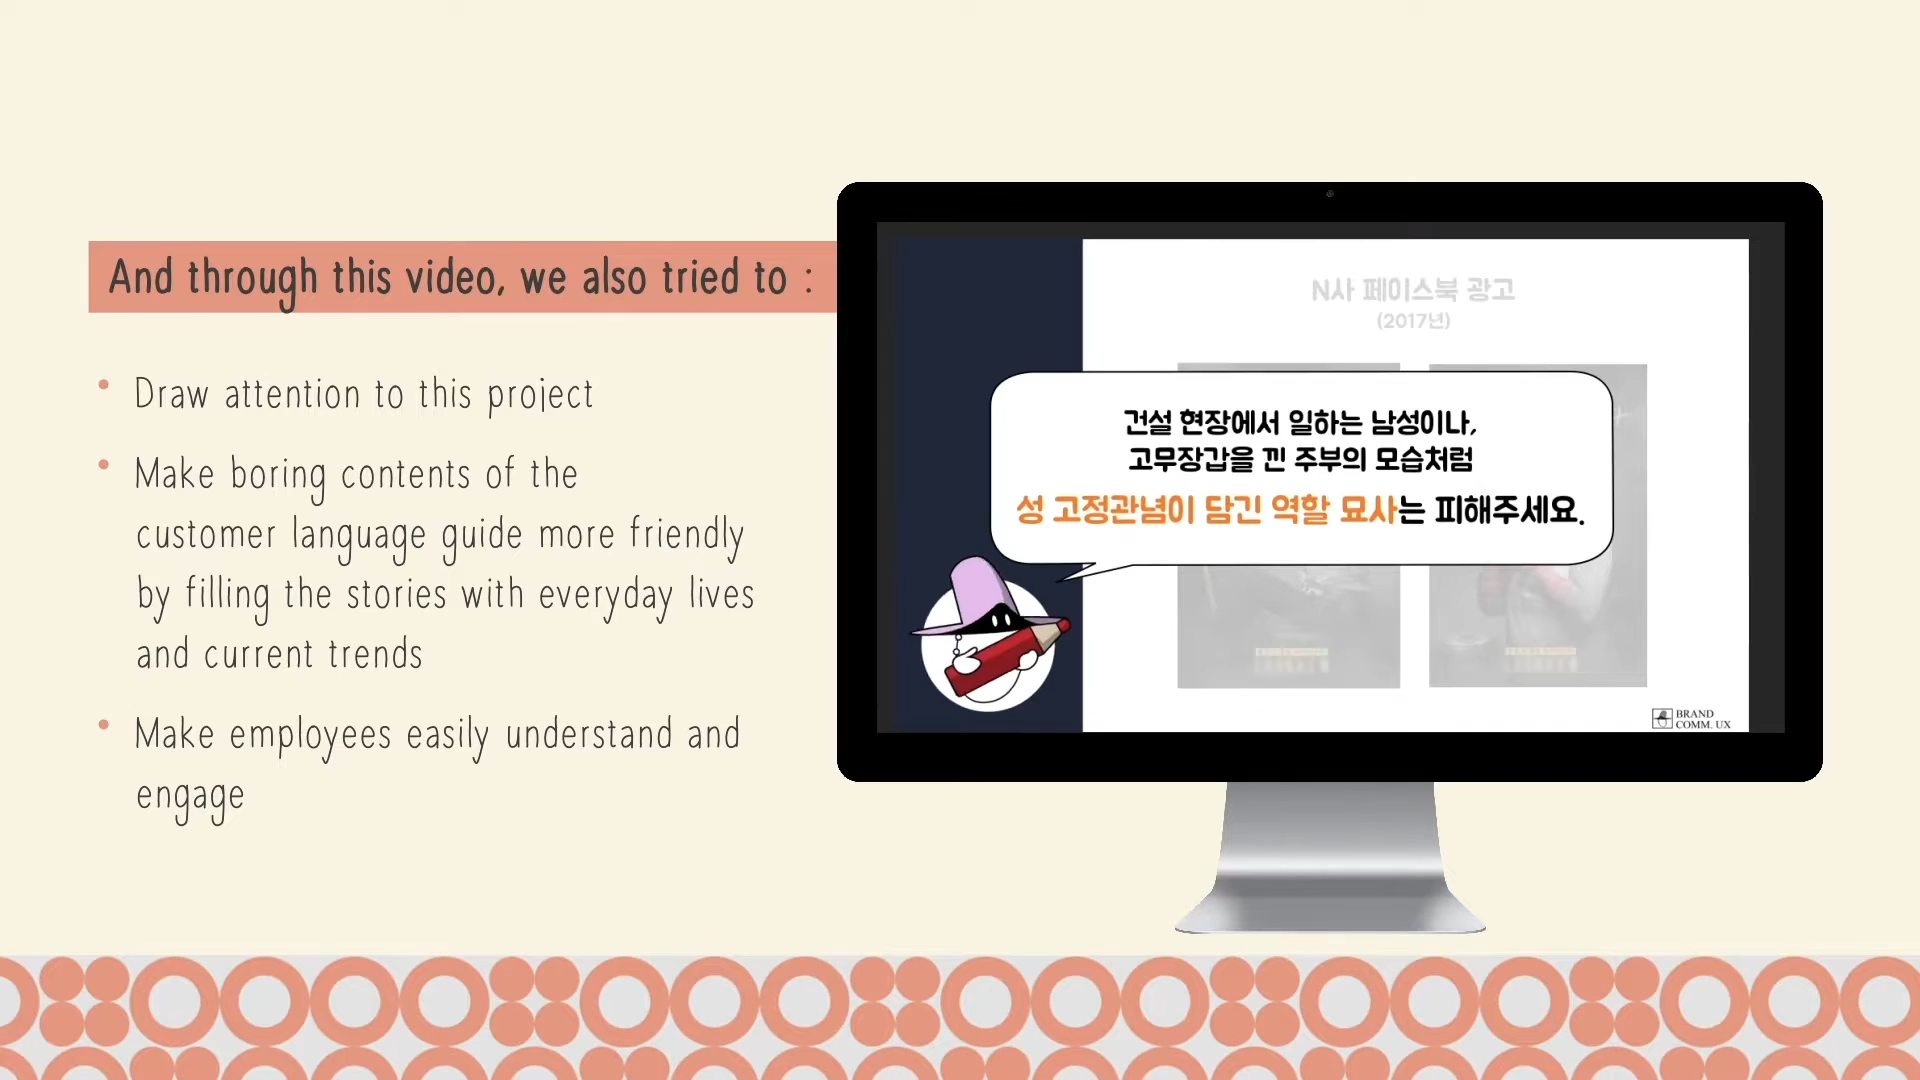 And through this video, we also tried to :
• Draw attention to this project
• Make boring contents of the
customer language guide more friendly
by filling the stories with everyday lives
and current trends
• Make employees easily understand and
engage
N사 페이스북 광고
(2017년)
건설 현장에서 일하는 남성이나,
고무장갑을 낀 주부의 모습처럼
성 고정관념이 담긴 역할 묘사는 피해주세요.
BRAND
COMM. UX